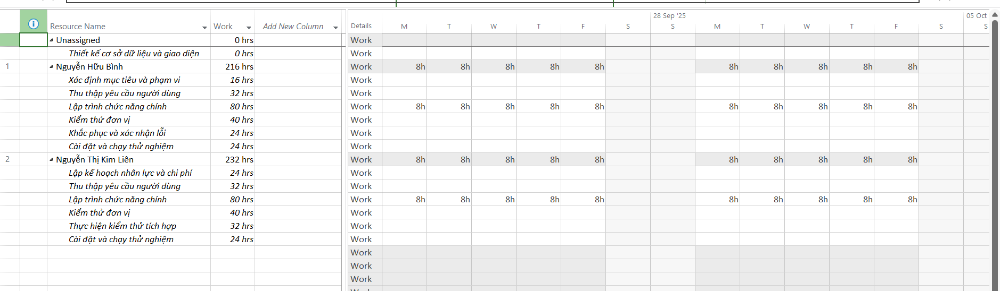 28 Sep '25 05 Oct
Resource Name Work Add New Column Details M T W T F S S M T W T F S S
Unassigned 0 hrs Work
Thiết kế cơ sở dữ liệu và giao diện 0 hrs Work
1 Nguyễn Hữu Bình 216 hrs Work 8h 8h 8h 8h 8h 8h 8h 8h 8h 8h
Xác định mục tiêu và phạm vi 16 hrs Work
Thu thập yêu cầu người dùng 32 hrs Work
Lập trình chức năng chính 80 hrs Work 8h 8h 8h 8h 8h 8h 8h 8h 8h 8h
Kiểm thử đơn vị 40 hrs Work
Khắc phục và xác nhận lỗi 24 hrs Work
Cài đặt và chạy thử nghiệm 24 hrs Work
2 Nguyễn Thị Kim Liên 232 hrs Work 8h 8h 8h 8h 8h 8h 8h 8h 8h 8h
Lập kế hoạch nhân lực và chi phí 24 hrs Work
Thu thập yêu cầu người dùng 32 hrs Work
Lập trình chức năng chính 80 hrs Work 8h 8h 8h 8h 8h 8h 8h 8h 8h 8h
Kiểm thử đơn vị 40 hrs Work
Thực hiện kiểm thử tích hợp 32 hrs Work
Cài đặt và chạy thử nghiệm 24 hrs Work
Work
Work
Work